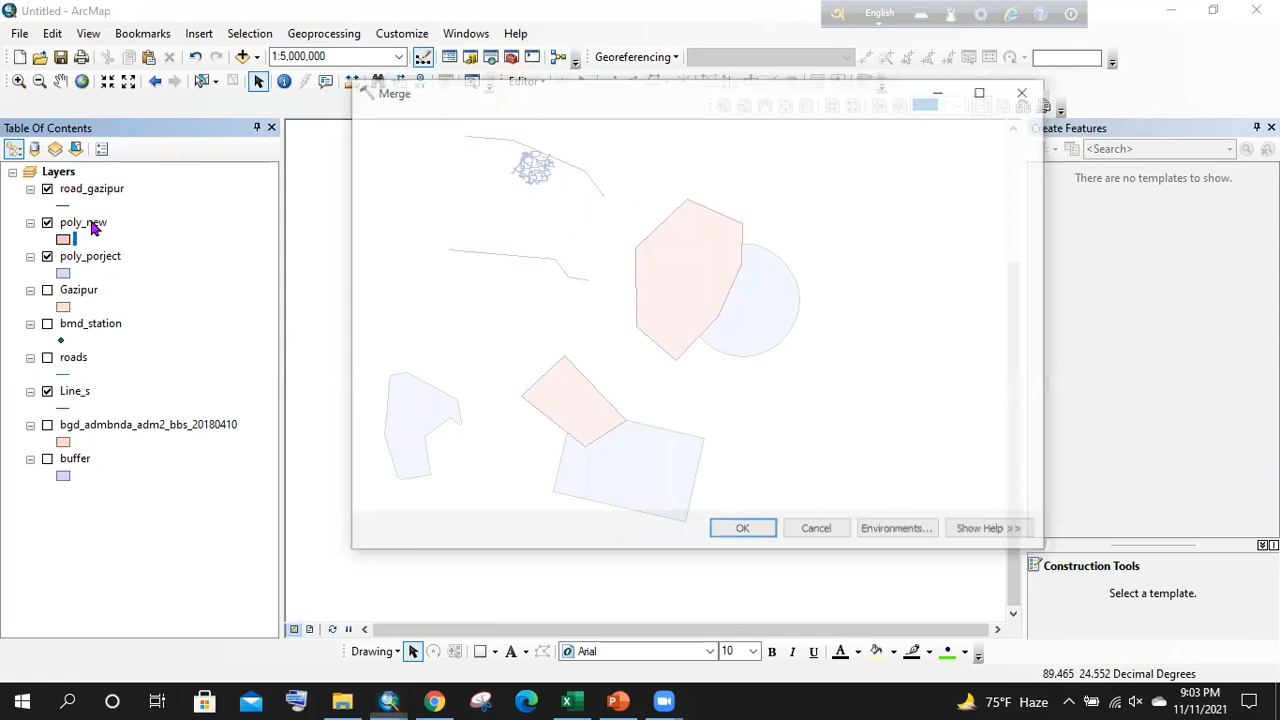 Untitled - ArcMap
English
File Edit View Bookmarks Insert Selection Geoprocessing Customize Windows Help
1:5,000,000
Georeferencing
Editor
Table Of Contents
Merge
Create Features
Layers
<Search>
road_gazipur
There are no templates to show.
poly_new
poly_porject
Gazipur
bmd_station
roads
Line_s
bgd_admbnda_adm2_bbs_20180410
buffer
OK Cancel Environments... Show Help >>
Construction Tools
Select a template.
Drawing
Arial
10
B I U A
89.465 24.552 Decimal Degrees
75°F Haze
9:03 PM
11/11/2021